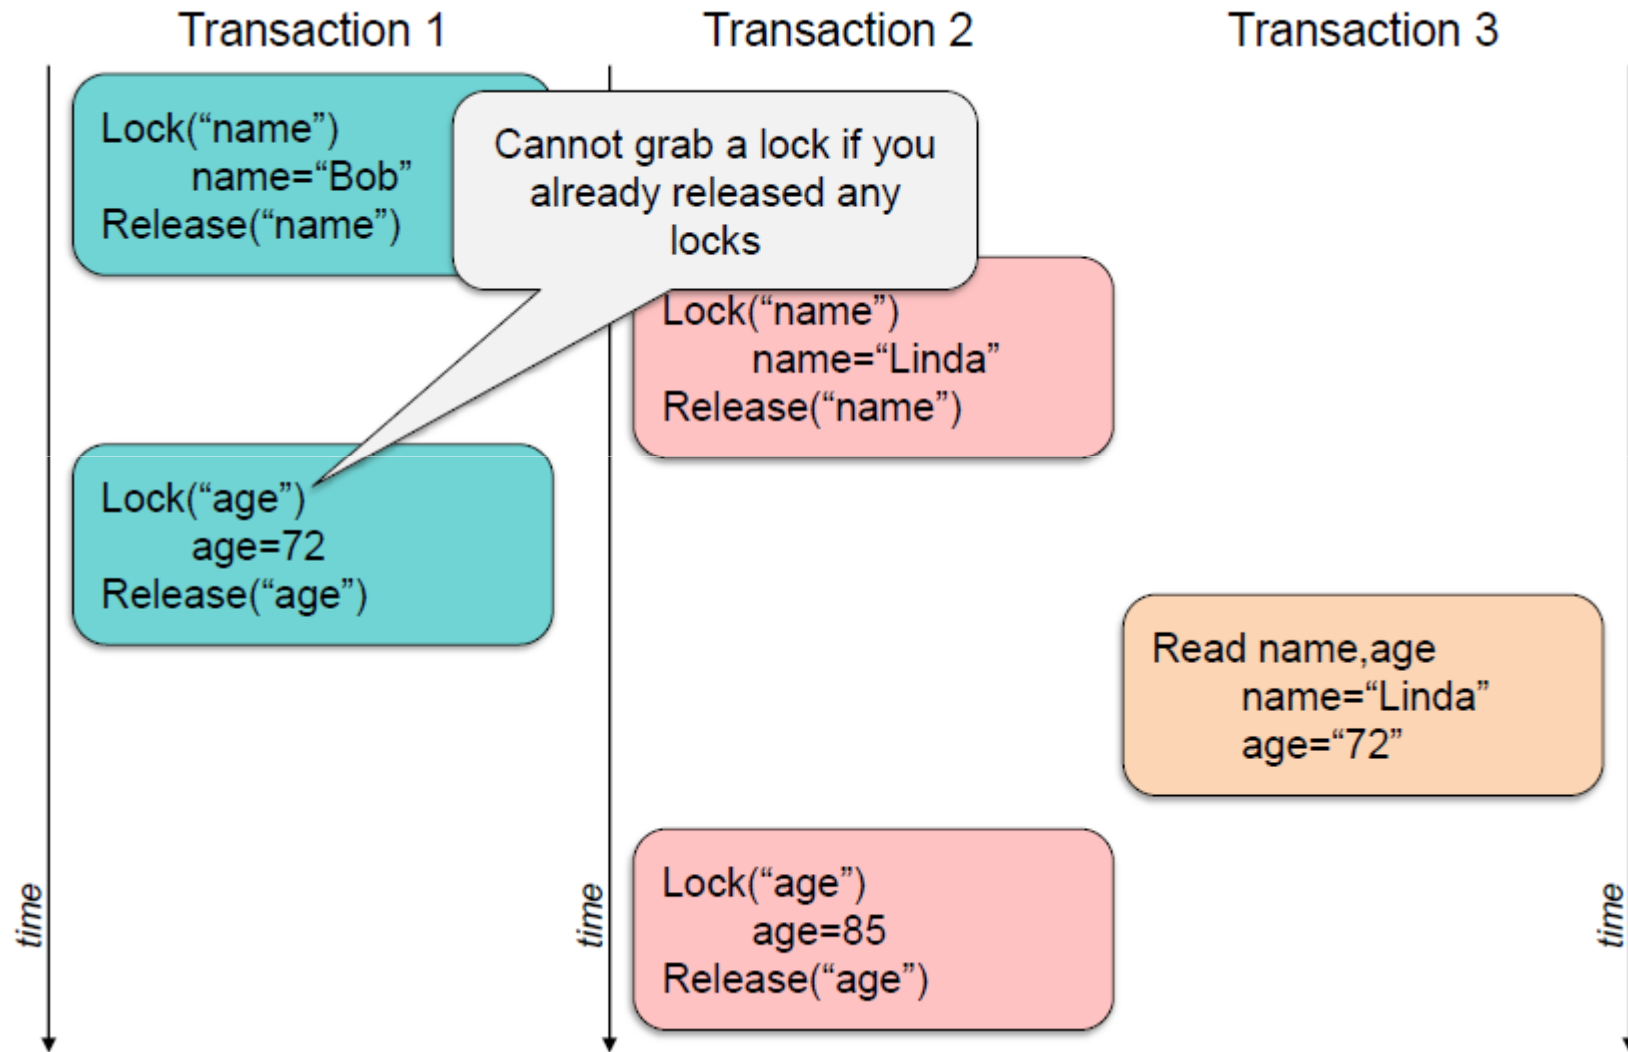 Transaction 1
Transaction 2
Transaction 3
Lock(“name”)
name=“Bob”
Release(“name”)
Cannot grab a lock if you
already released any
locks
Lock(“name”)
name=“Linda”
Release(“name”)
Lock(“age”)
age=72
Release(“age”)
Read name,age
name=“Linda”
age=“72”
Lock(“age”)
age=85
Release(“age”)
time
time
time